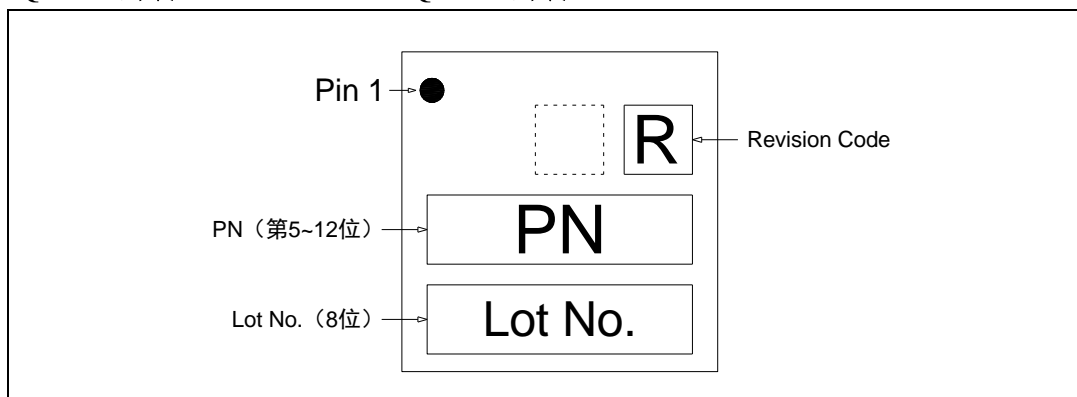 Pin 1
R
Revision Code
PN（第5~12位）
PN
Lot No.（8位）
Lot No.